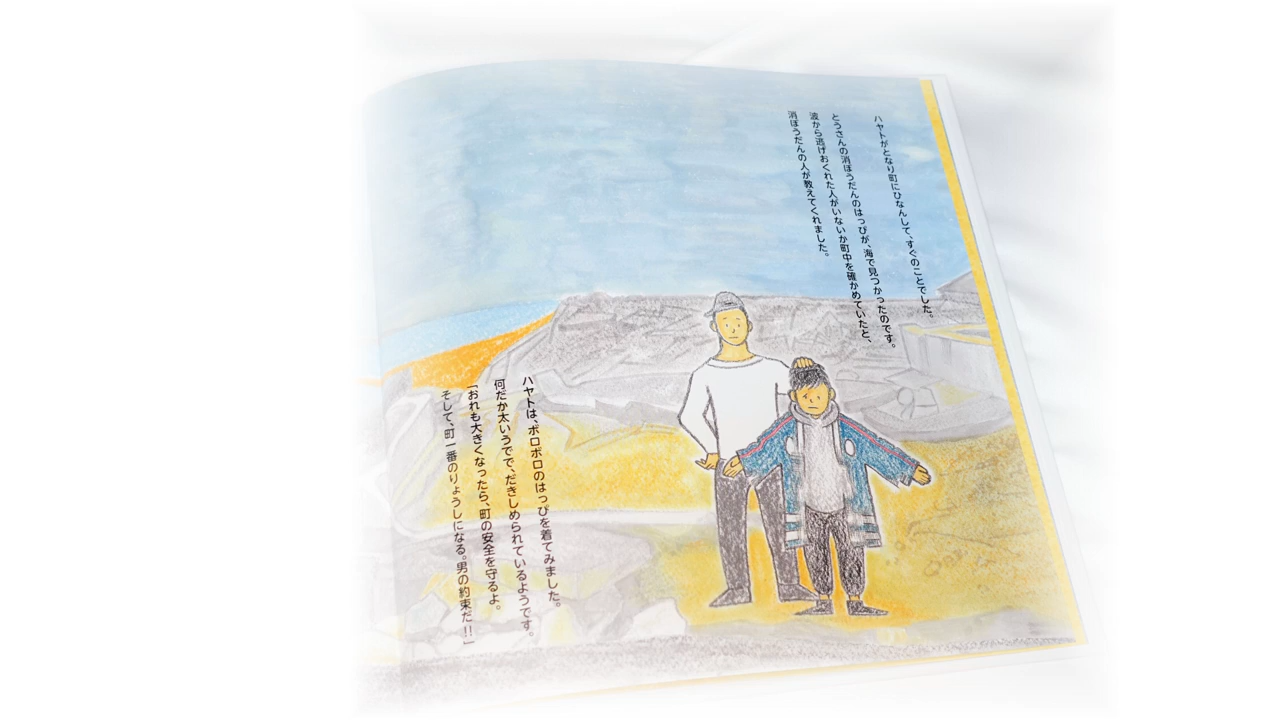 ハヤトがとなり町にひなんして、すぐのことでした。
とうさんの消ぼうだんのはっぴが、海で見つかったのです。
波から逃げおくれた人がいないか町中を確かめていたと、
消ぼうだんの人が教えてくれました。
ハヤトは、ボロボロのはっぴを着てみました。
何だか太いうでで、だきしめられているようです。
「おれも大きくなったら、町の安全を守るよ。
そして、町一番のりょうしになる。男の約束だ!!」